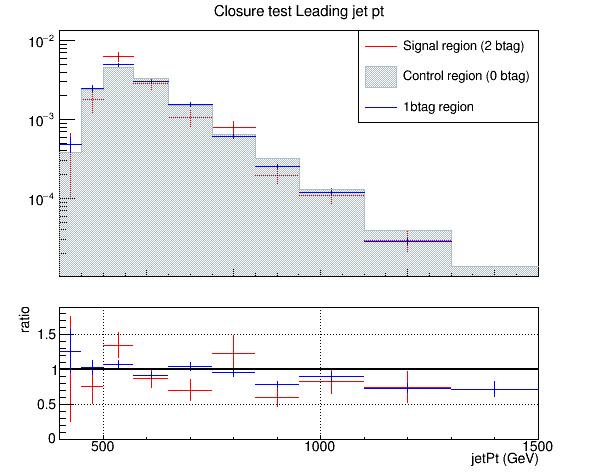 Closure test Leading jet pt
10−2
10−3
10−4
Signal region (2 btag)
Control region (0 btag)
1btag region
ratio
1.5
1
0.5
0
500
1000
1500
jetPt (GeV)